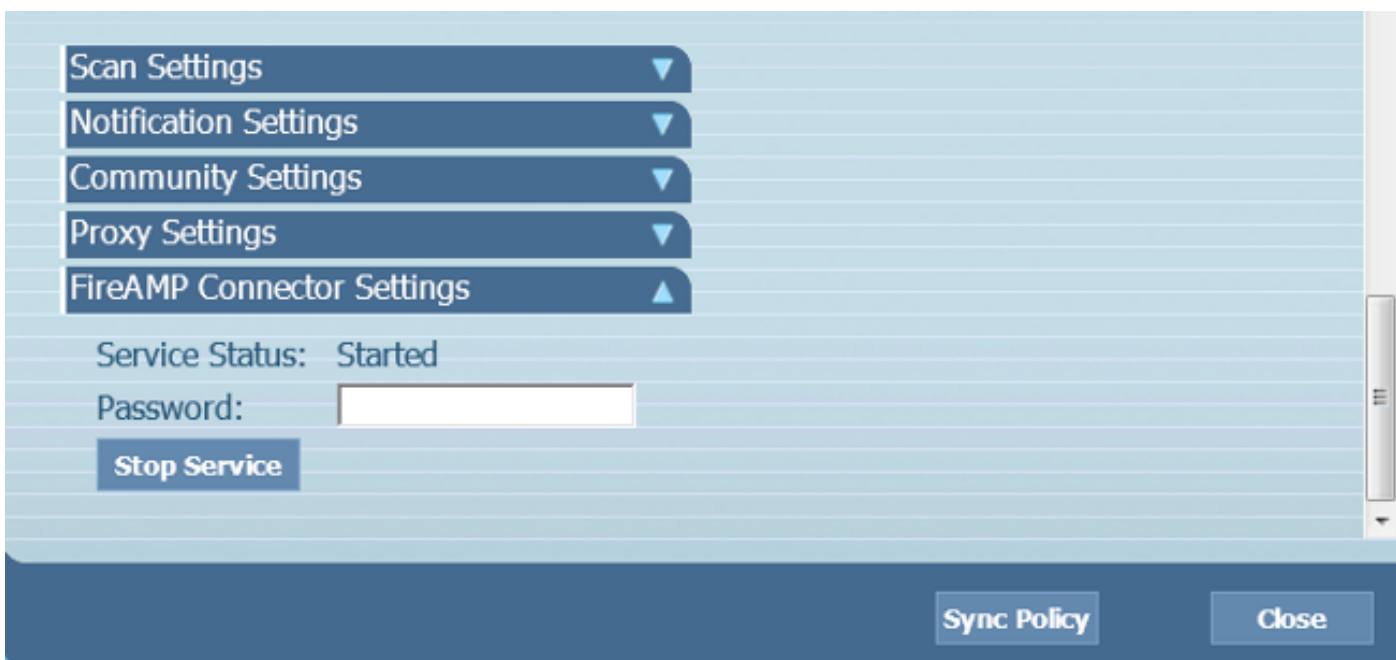 Scan Settings
Notification Settings
Community Settings
Proxy Settings
FireAMP Connector Settings
Service Status: Started
Password:
Stop Service
Sync Policy Close